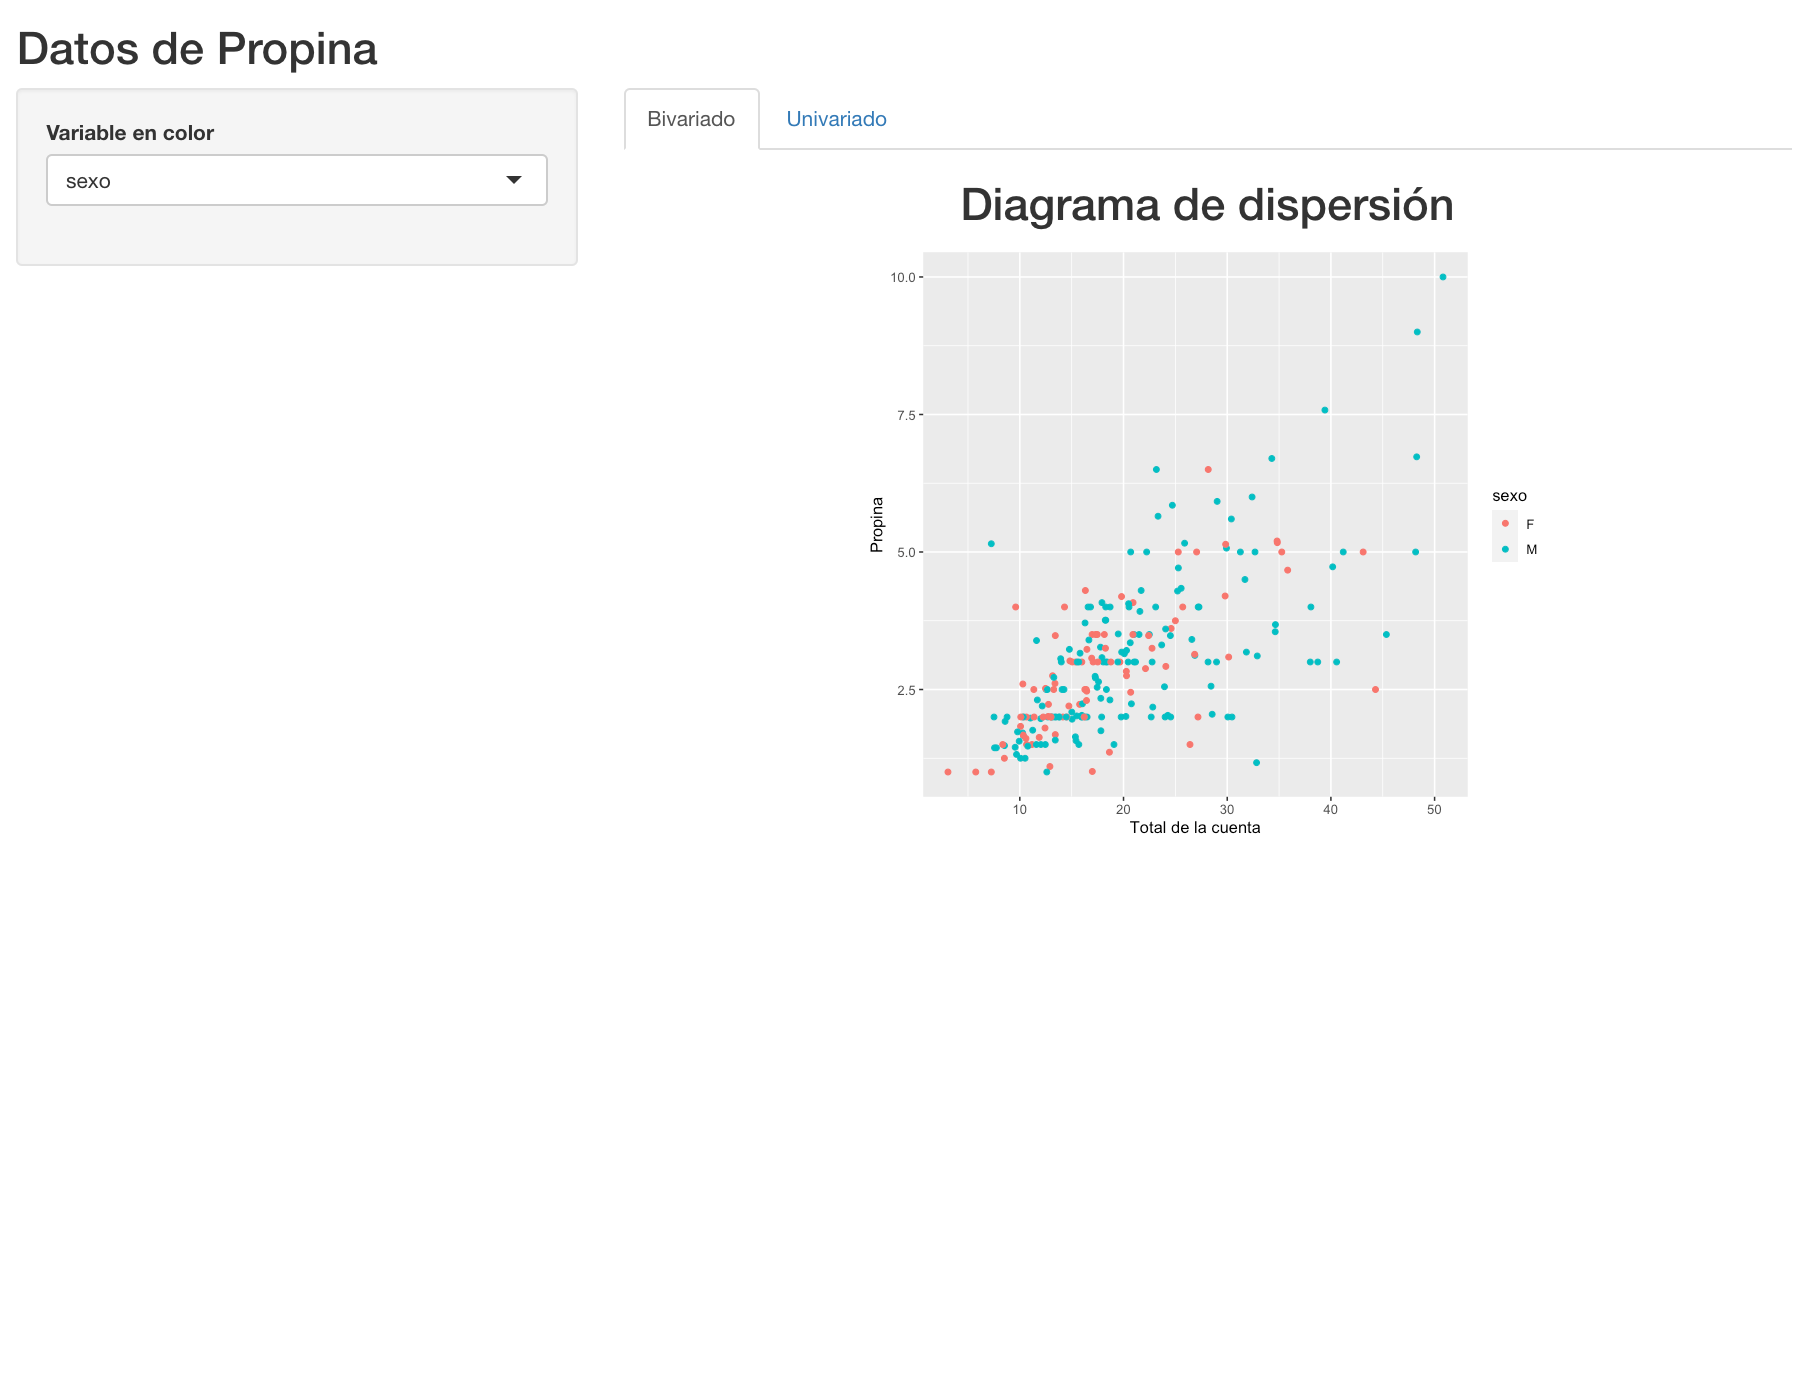 Datos de Propina
Variable en color
sexo
Bivariado
Univariado
Diagrama de dispersión
10.0
7.5
5.0
2.5
Propina
10
20
30
40
50
Total de la cuenta
sexo
F
M